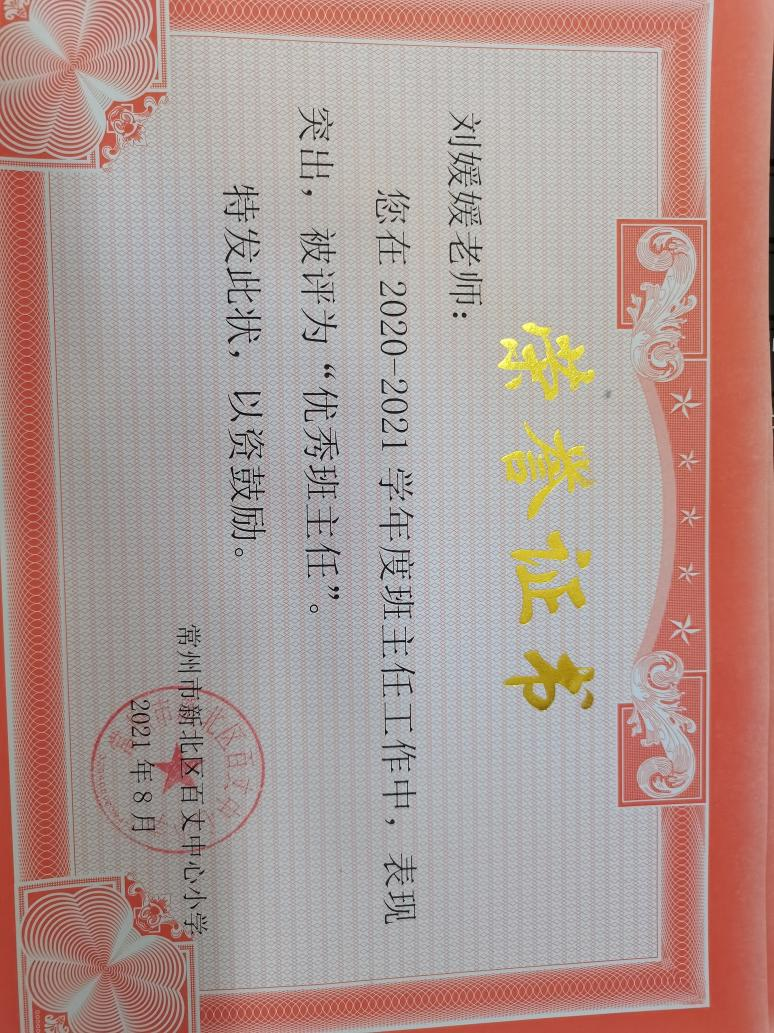 荣誉证书
刘媛媛老师：
您在 2020-2021 学年度班主任工作中，表现
突出，被评为“优秀班主任”。
特发此状，以资鼓励。
常州市新北区百丈中心小学
2021 年 8 月